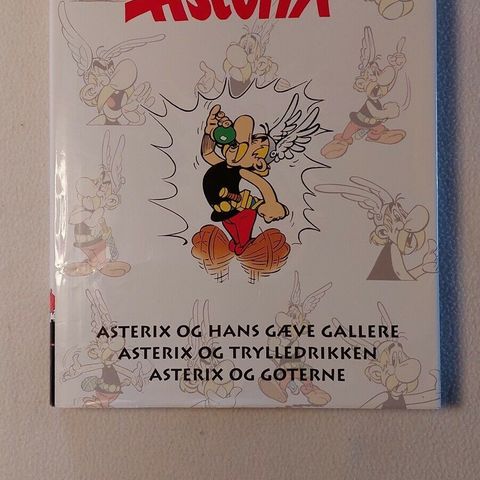 Asterix
ASTERIX OG HANS GÆVE GALLERE
ASTERIX OG TRYLLEDRIKKEN
ASTERIX OG GOTERNE